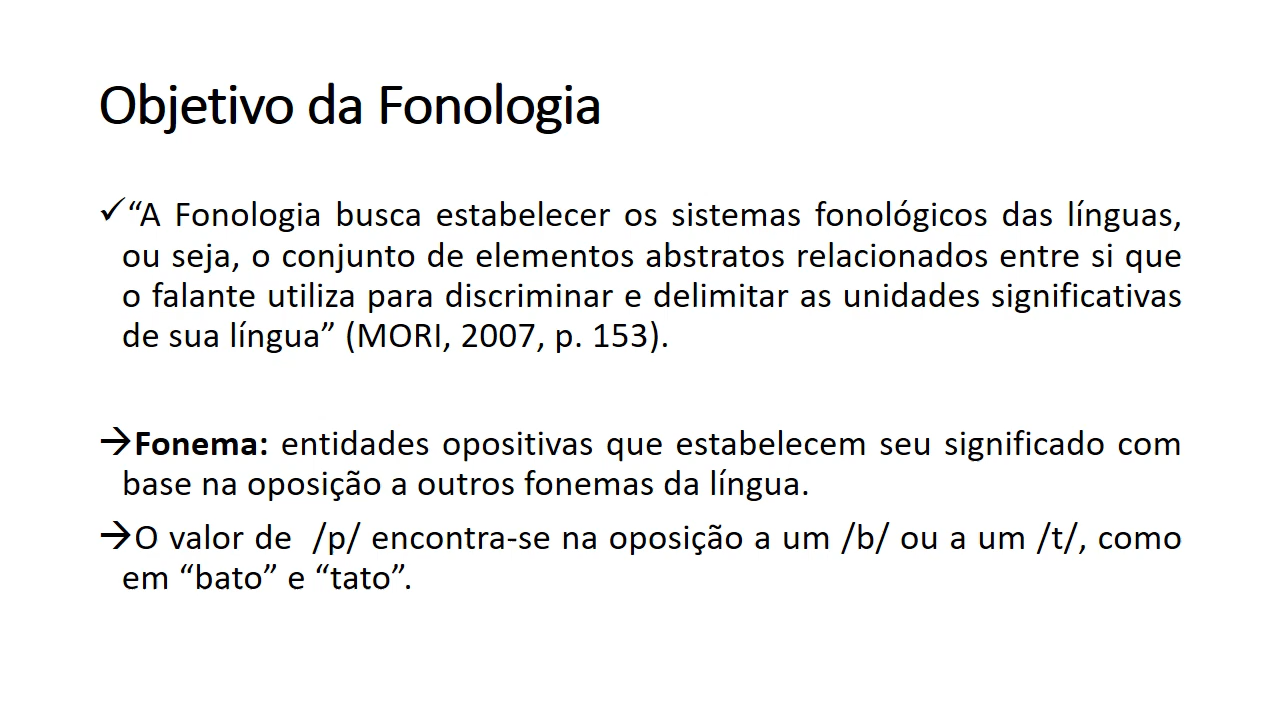 Objetivo da Fonologia
✓“A Fonologia busca estabelecer os sistemas fonológicos das línguas,
ou seja, o conjunto de elementos abstratos relacionados entre si que
o falante utiliza para discriminar e delimitar as unidades significativas
de sua língua” (MORI, 2007, p. 153).
→Fonema: entidades opositivas que estabelecem seu significado com
base na oposição a outros fonemas da língua.
→O valor de  /p/ encontra-se na oposição a um /b/ ou a um /t/, como
em “bato” e “tato”.